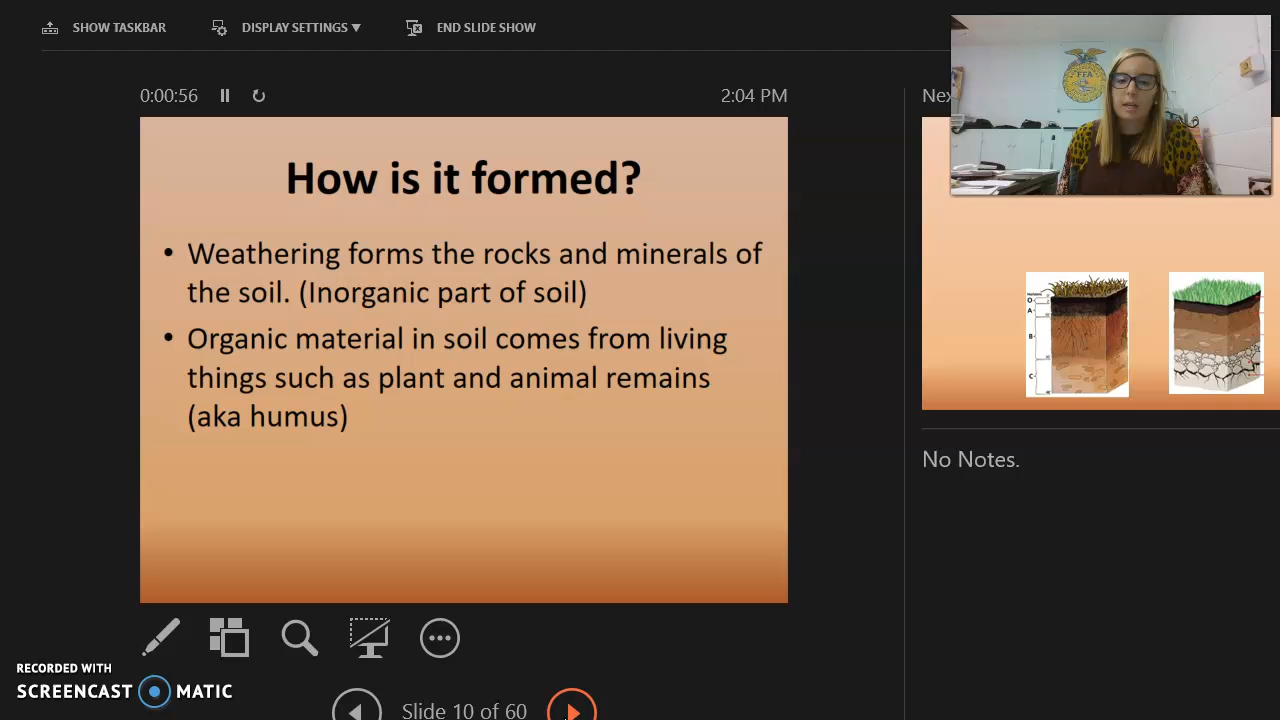 SHOW TASKBAR
DISPLAY SETTINGS ▼
END SLIDE SHOW
0:00:56
2:04 PM
Nex
FFA
How is it formed?
• Weathering forms the rocks and minerals of
the soil. (Inorganic part of soil)
• Organic material in soil comes from living
things such as plant and animal remains
(aka humus)
O
A
B
C
No Notes.
RECORDED WITH
SCREENCAST MATIC
Slide 10 of 60